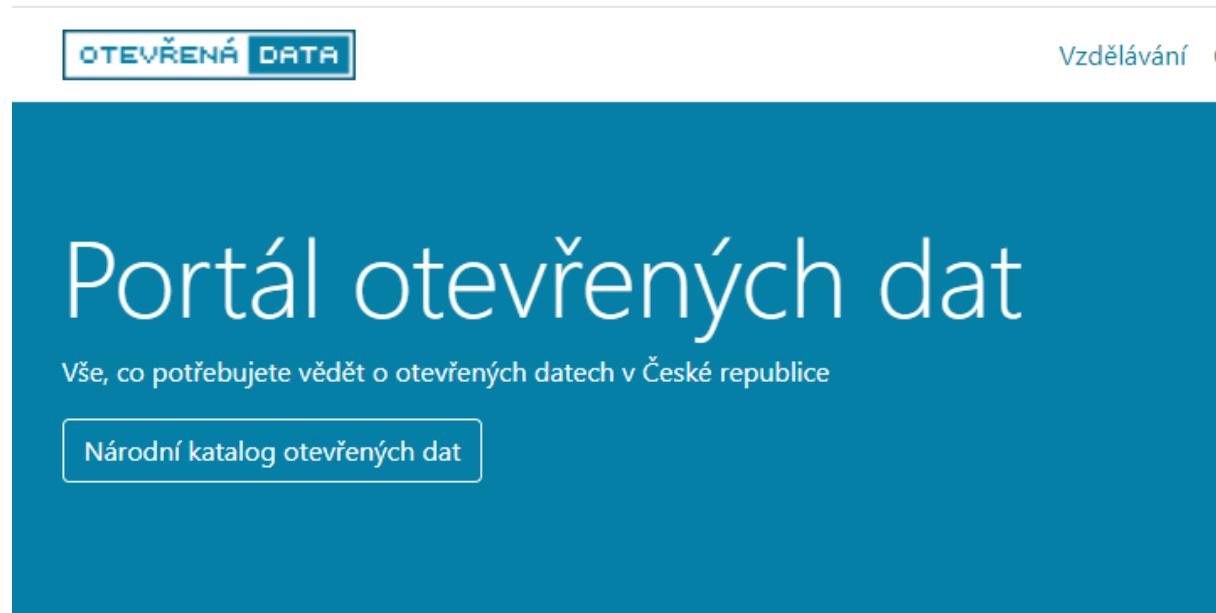 OTEVŘENÁ DATA
Vzdělávání
Portál otevřených dat
Vše, co potřebujete vědět o otevřených datech v České republice
Národní katalog otevřených dat